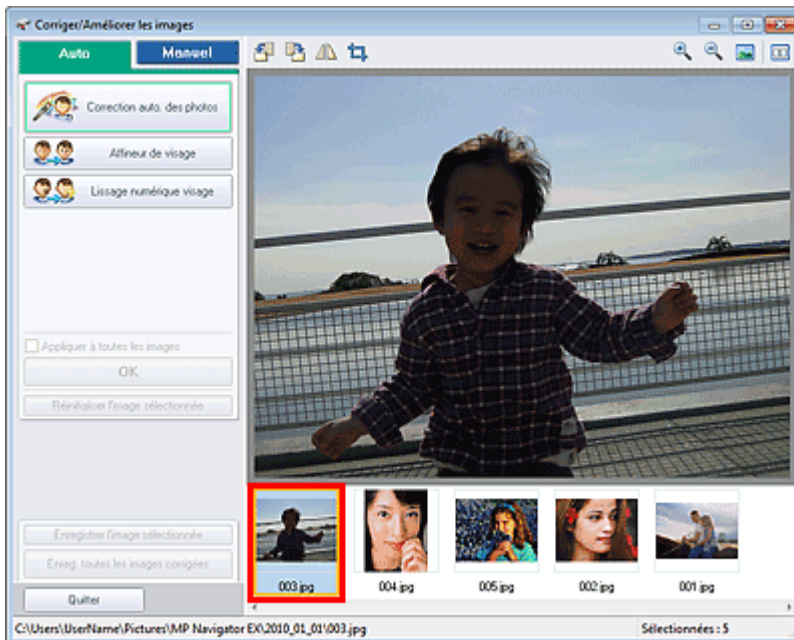 Corriger/Améliorer les images
Auto
Manuel
Correction auto. des photos
Affineur de visage
Lissage numérique visage
Appliquer à toutes les images
OK
Réinitialiser l'image sélectionnée
Enregistrer l'image sélectionnée
Enreg. toutes les images corrigées
Quitter
003.jpg
004.jpg
005.jpg
002.jpg
001.jpg
C:\Users\UserName\Pictures\MP Navigator EX\2010_01_01\003.jpg
Sélectionnées : 5